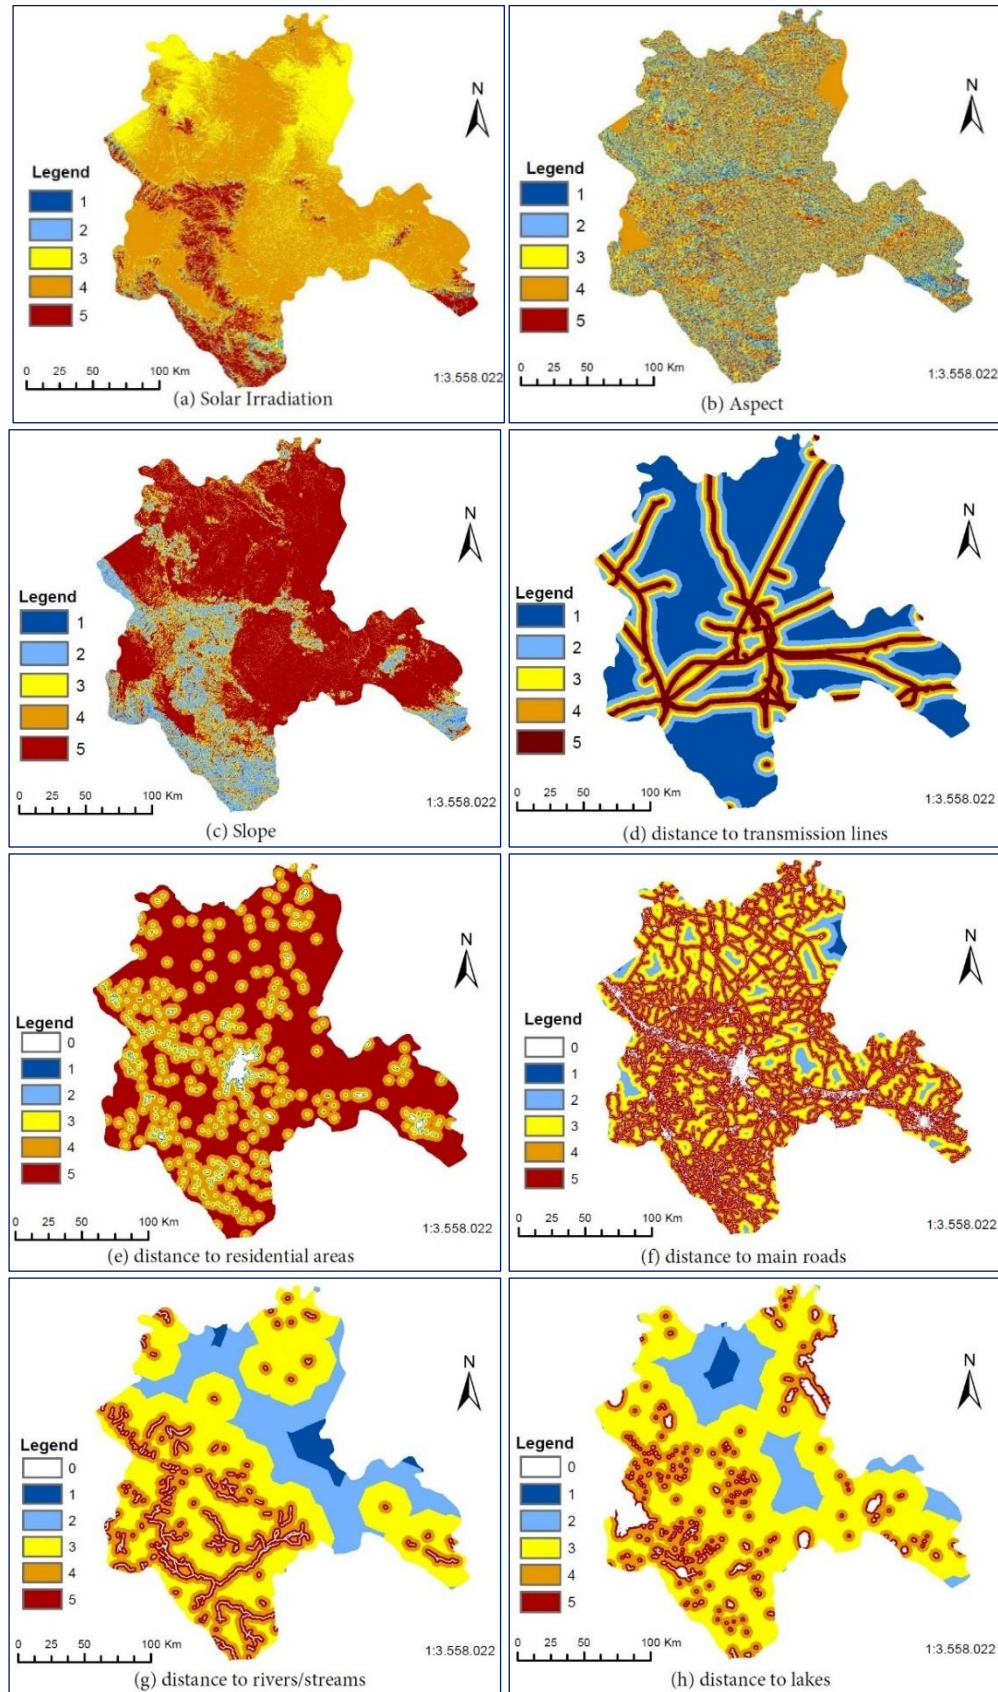 N
Legend
1
2
3
4
5
0 25 50 100 Km
1:3.558.022
(a) Solar Irradiation
N
Legend
1
2
3
4
5
0 25 50 100 Km
1:3.558.022
(b) Aspect
N
Legend
1
2
3
4
5
0 25 50 100 Km
1:3.558.022
(c) Slope
N
Legend
1
2
3
4
5
0 25 50 100 Km
1:3.558.022
(d) distance to transmission lines
N
Legend
0
1
2
3
4
5
0 25 50 100 Km
1:3.558.022
(e) distance to residential areas
N
Legend
0
1
2
3
4
5
0 25 50 100 Km
1:3.558.022
(f) distance to main roads
N
Legend
0
1
2
3
4
5
0 25 50 100 Km
1:3.558.022
(g) distance to rivers/streams
N
Legend
0
1
2
3
4
5
0 25 50 100 Km
1:3.558.022
(h) distance to lakes